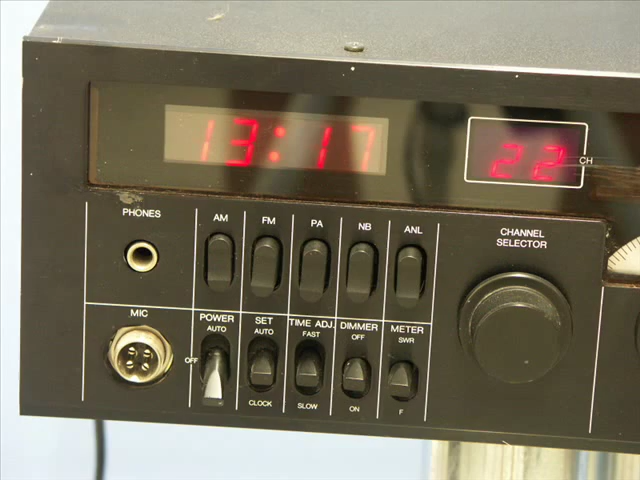 13:17
22 CH
PHONES
AM FM PA NB ANL
CHANNEL
SELECTOR
MIC
POWER SET TIME ADJ. DIMMER METER
AUTO AUTO FAST OFF SWR
OFF
CLOCK SLOW ON F